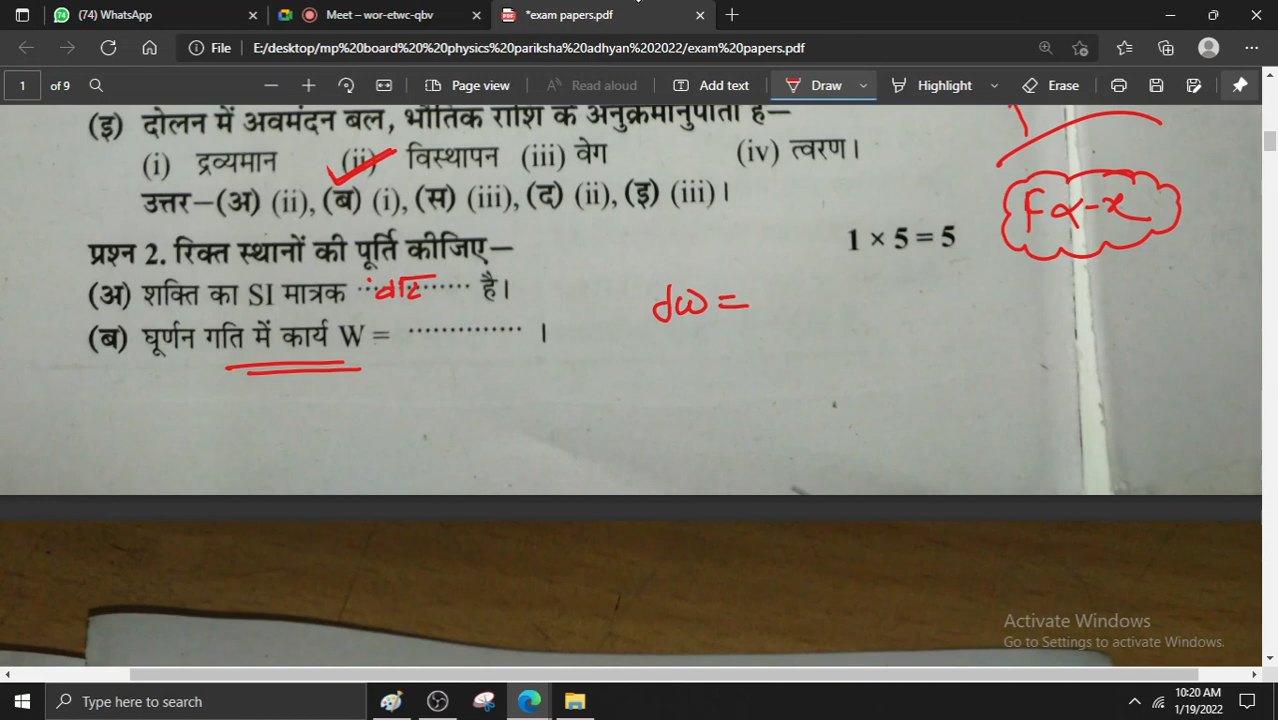 (74) WhatsApp
Meet – wor-etwc-qbv
*exam papers.pdf
File E:/desktop/mp%20board%20%20physics%20pariksha%20adhyan%202022/exam%20papers.pdf
1 of 9
Page view
Read aloud
Add text
Draw
Highlight
Erase
(इ) दोलन में अवमंदन बल, भौतिक राशि के अनुक्रमानुपाती है–
(i) द्रव्यमान (ii) विस्थापन (iii) वेग (iv) त्वरण।
उत्तर–(अ) (ii), (ब) (i), (स) (iii), (द) (ii), (इ) (iii)।
F∝-x
प्रश्न 2. रिक्त स्थानों की पूर्ति कीजिए– 1 × 5 = 5
(अ) शक्ति का SI मात्रक ..वाट.......... है।
dω =
(ब) घूर्णन गति में कार्य W = .............. ।
Activate Windows
Go to Settings to activate Windows.
Type here to search
10:20 AM
1/19/2022